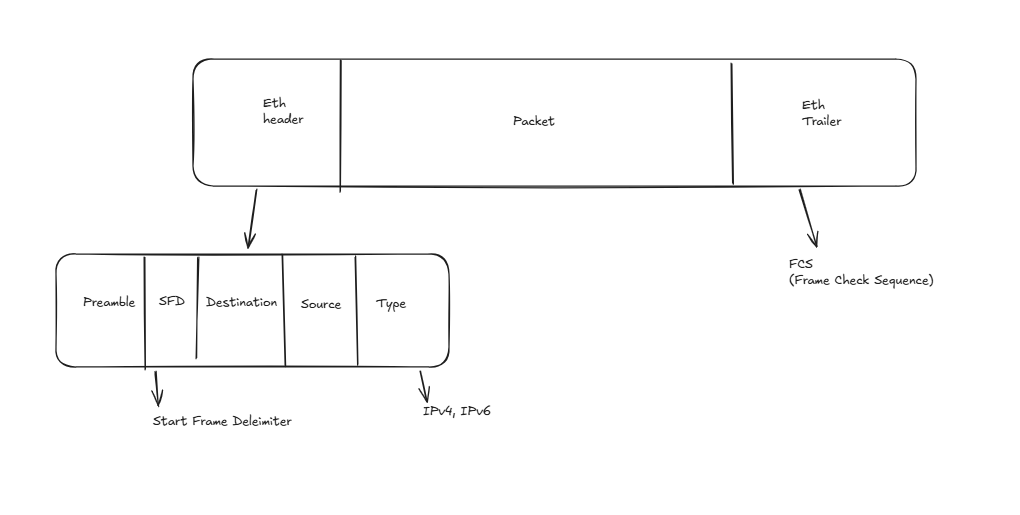 Eth
header
Packet
Eth
Trailer
FCS
(Frame Check Sequence)
Preamble
SFD
Destination
Source
Type
Start Frame Deleimiter
IPv4, IPv6